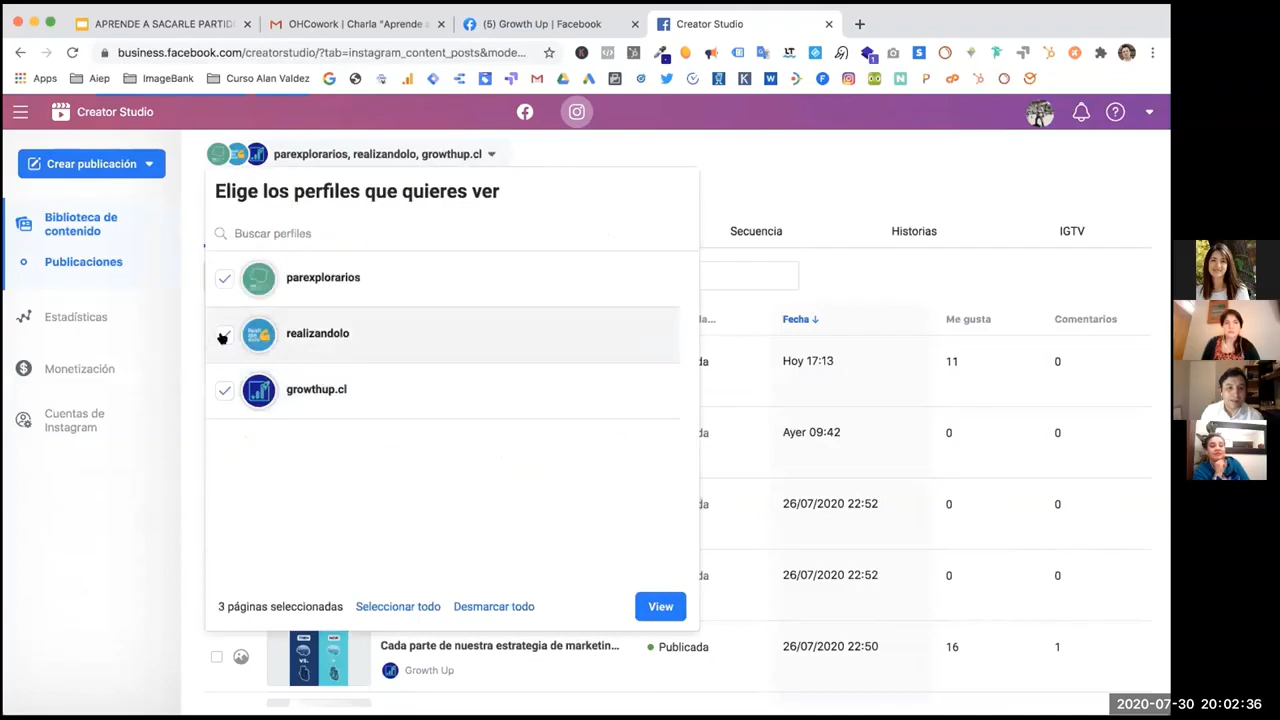 APRENDE A SACARLE PARTID
OHCowork | Charla "Aprende a
(5) Growth Up | Facebook
Creator Studio
business.facebook.com/creatorstudio/?tab=instagram_content_posts&mode...
Apps
Aiep
ImageBank
Curso Alan Valdez
Creator Studio
Crear publicación
parexplorarios, realizandolo, growthup.cl
Elige los perfiles que quieres ver
Biblioteca de
contenido
Secuencia
Historias
IGTV
Buscar perfiles
Publicaciones
parexplorarios
Estadísticas
da...
Fecha
Me gusta
Comentarios
realizandolo
da
Hoy 17:13
11
0
Monetización
growthup.cl
Cuentas de
Instagram
da
Ayer 09:42
0
0
da
26/07/2020 22:52
0
0
da
26/07/2020 22:52
0
0
3 páginas seleccionadas
Seleccionar todo
Desmarcar todo
View
Cada parte de nuestra estrategia de marketin...
Publicada
26/07/2020 22:50
16
1
VS.
Growth Up
2020-07-30 20:02:36